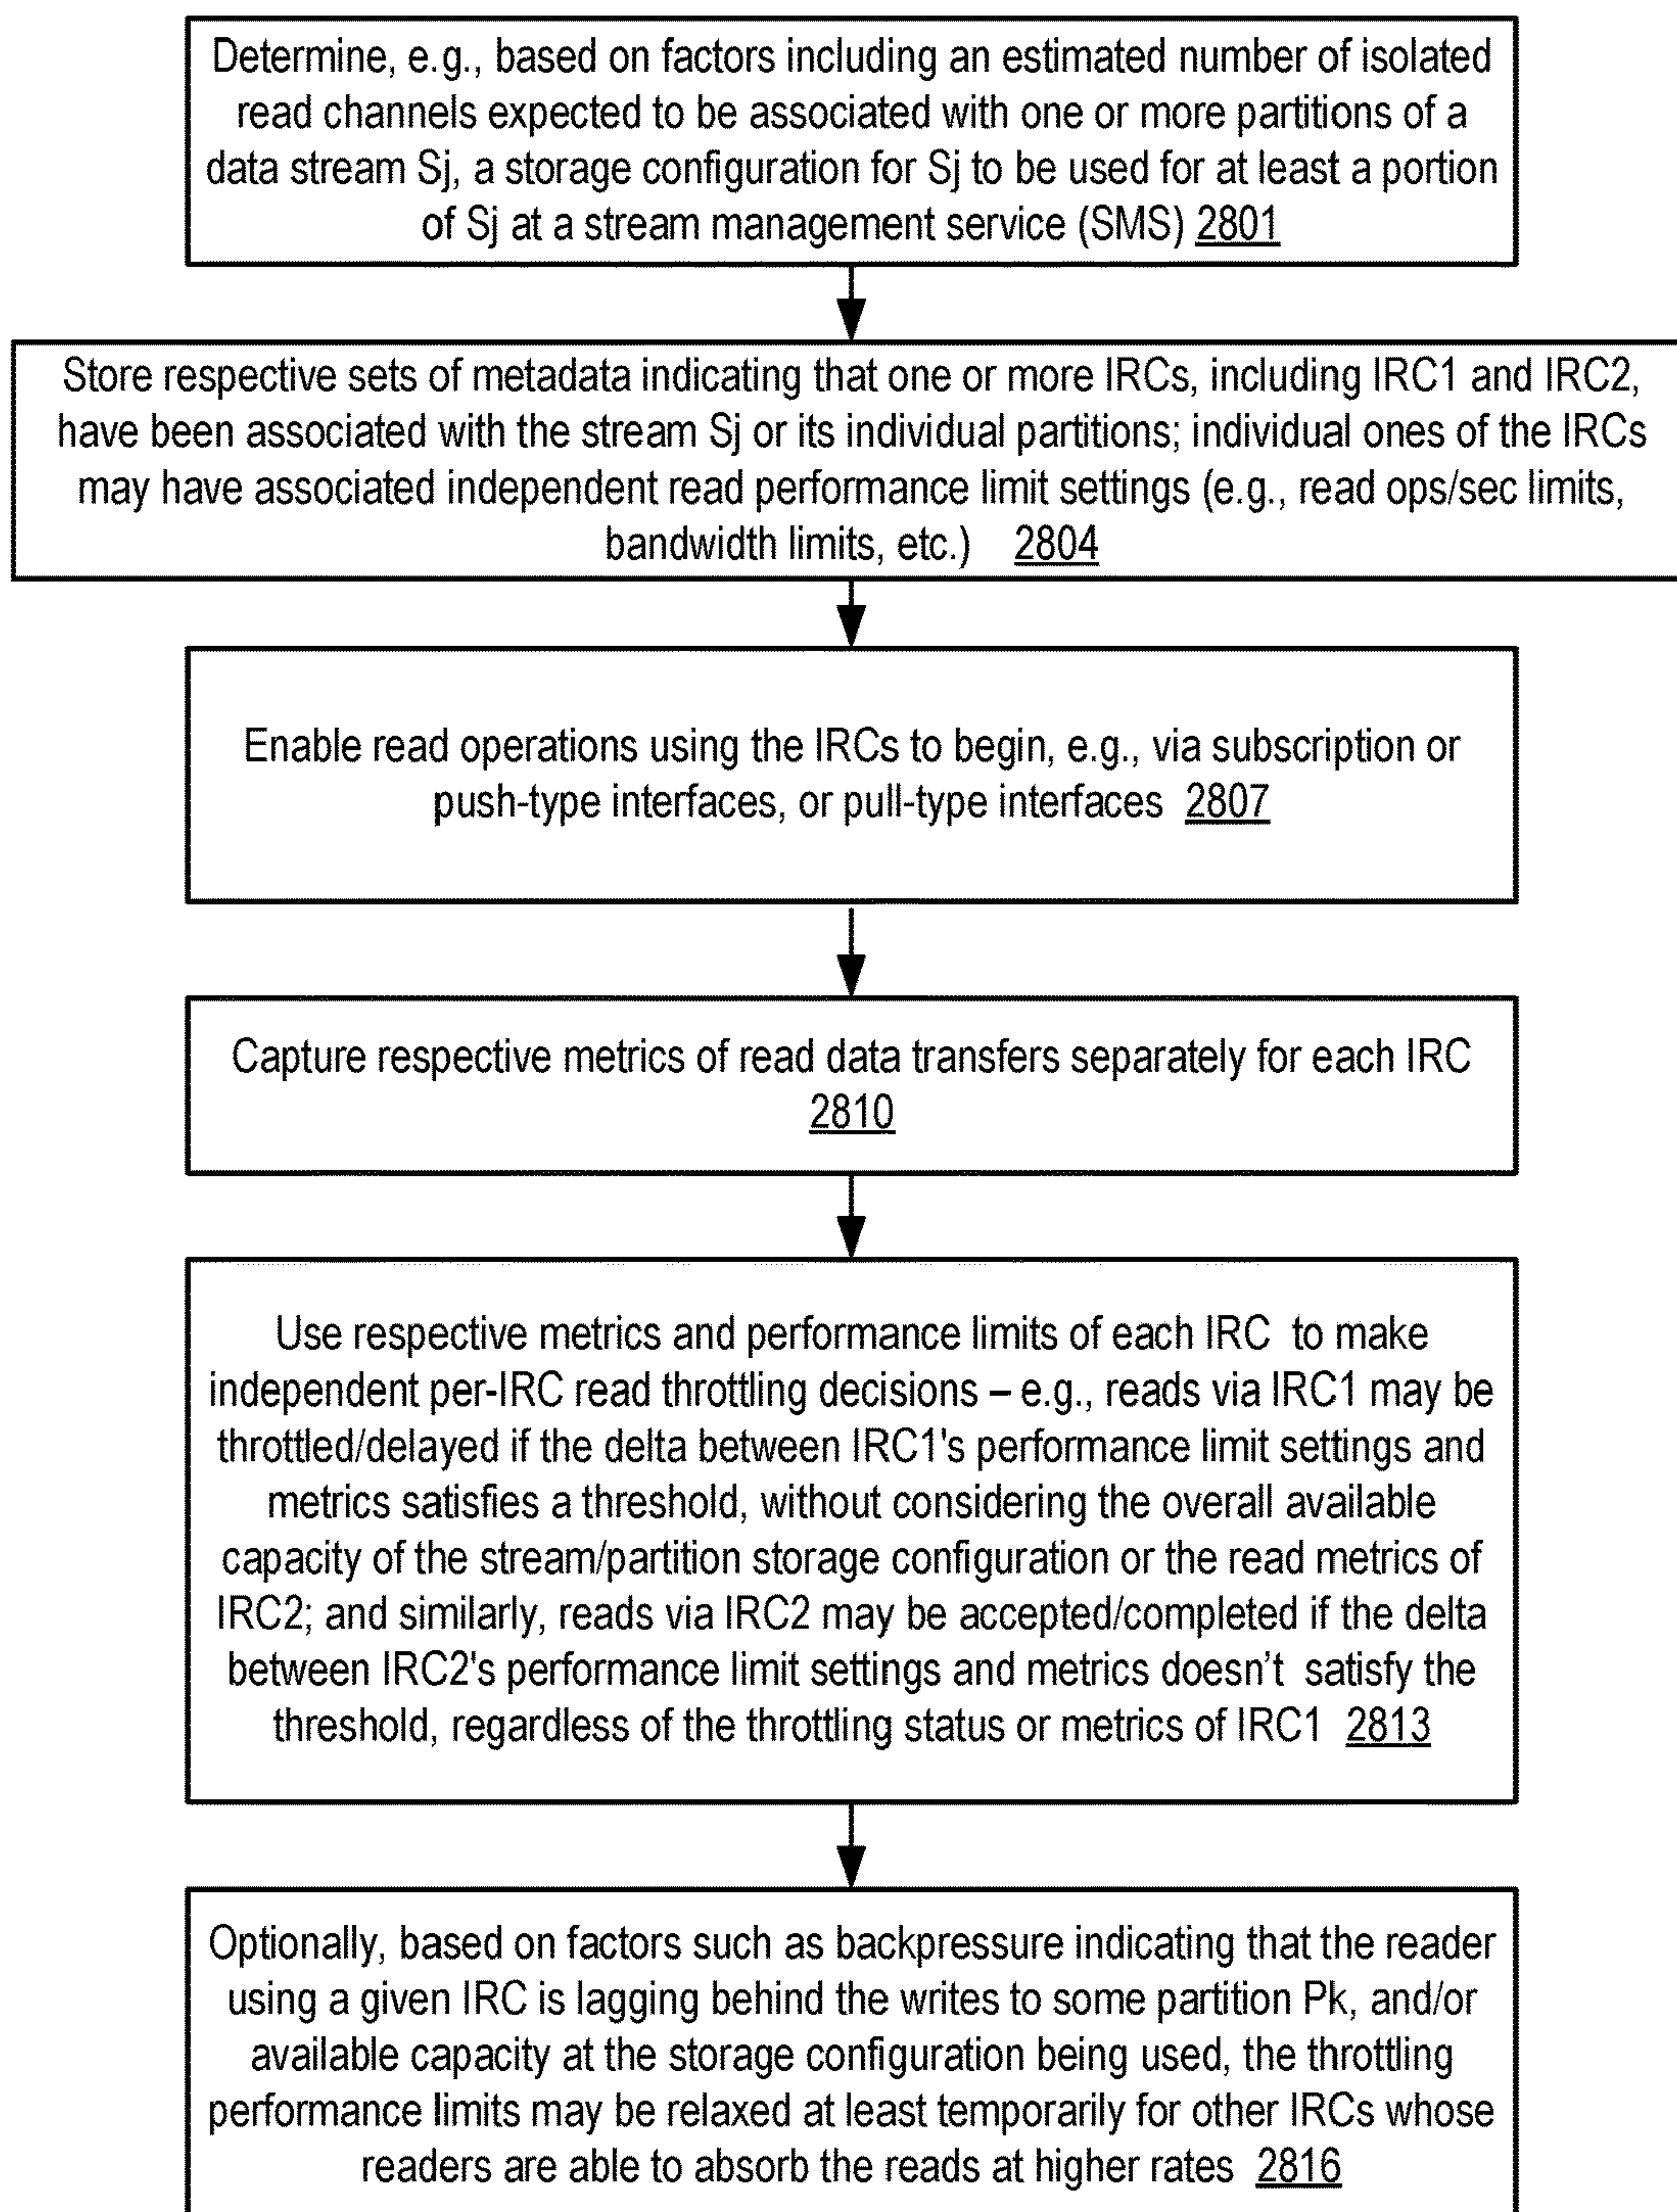 Determine, e.g., based on factors including an estimated number of isolated
read channels expected to be associated with one or more partitions of a
data stream Sj, a storage configuration for Sj to be used for at least a portion
of Sj at a stream management service (SMS) 2801
Store respective sets of metadata indicating that one or more IRCs, including IRC1 and IRC2,
have been associated with the stream Sj or its individual partitions; individual ones of the IRCs
may have associated independent read performance limit settings (e.g., read ops/sec limits,
bandwidth limits, etc.) 2804
Enable read operations using the IRCs to begin, e.g., via subscription or
push-type interfaces, or pull-type interfaces 2807
Capture respective metrics of read data transfers separately for each IRC
2810
Use respective metrics and performance limits of each IRC to make
independent per-IRC read throttling decisions – e.g., reads via IRC1 may be
throttled/delayed if the delta between IRC1's performance limit settings and
metrics satisfies a threshold, without considering the overall available
capacity of the stream/partition storage configuration or the read metrics of
IRC2; and similarly, reads via IRC2 may be accepted/completed if the delta
between IRC2's performance limit settings and metrics doesn’t satisfy the
threshold, regardless of the throttling status or metrics of IRC1 2813
Optionally, based on factors such as backpressure indicating that the reader
using a given IRC is lagging behind the writes to some partition Pk, and/or
available capacity at the storage configuration being used, the throttling
performance limits may be relaxed at least temporarily for other IRCs whose
readers are able to absorb the reads at higher rates 2816